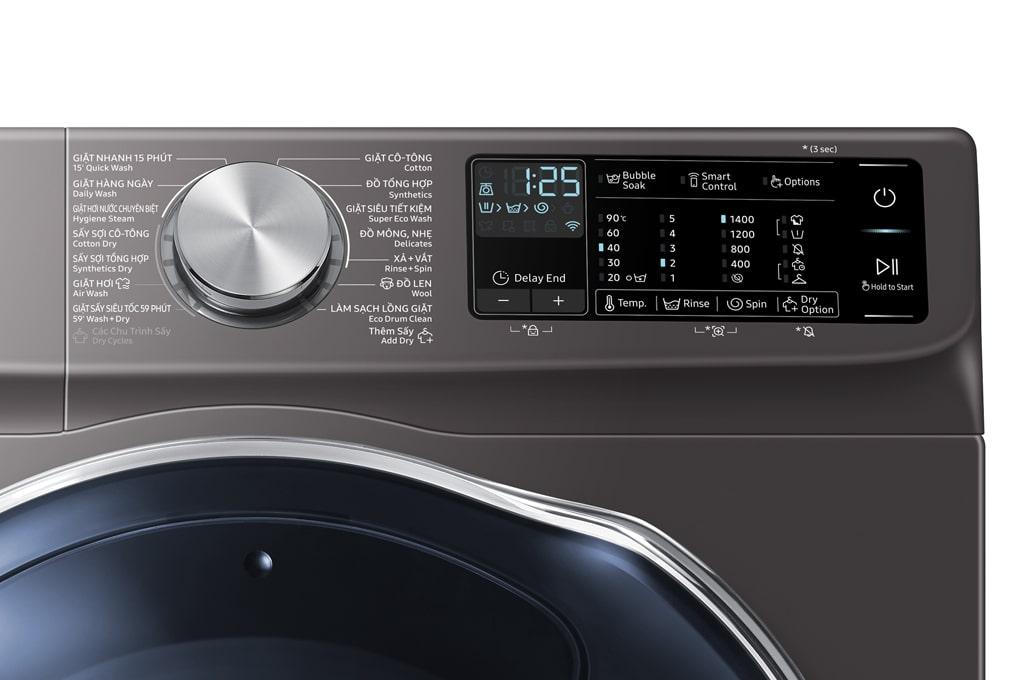 GIẶT NHANH 15 PHÚT
15' Quick Wash
GIẶT HÀNG NGÀY
Daily Wash
GIẶT HƠI NƯỚC CHUYÊN BIỆT
Hygiene Steam
SẤY SỢI CÔ-TÔNG
Cotton Dry
SẤY SỢI TỔNG HỢP
Synthetics Dry
GIẶT HƠI
Air Wash
GIẶT SẤY SIÊU TỐC 59 PHÚT
59' Wash+Dry
Các Chu Trình Sấy
Dry Cycles
GIẶT CÔ-TÔNG
Cotton
ĐỒ TỔNG HỢP
Synthetics
GIẶT SIÊU TIẾT KIỆM
Super Eco Wash
ĐỒ MỎNG, NHẸ
Delicates
XẢ+VẮT
Rinse+Spin
ĐỒ LEN
Wool
LÀM SẠCH LỒNG GIẶT
Eco Drum Clean
Thêm Sấy
Add Dry
1:25
Delay End
− +
*
* (3 sec)
Bubble Soak
Smart Control
Options
90℃ 5 1400
60 4 1200
40 3 800
30 2 400
20 1
Temp. Rinse Spin Dry Option
* *
Hold to Start